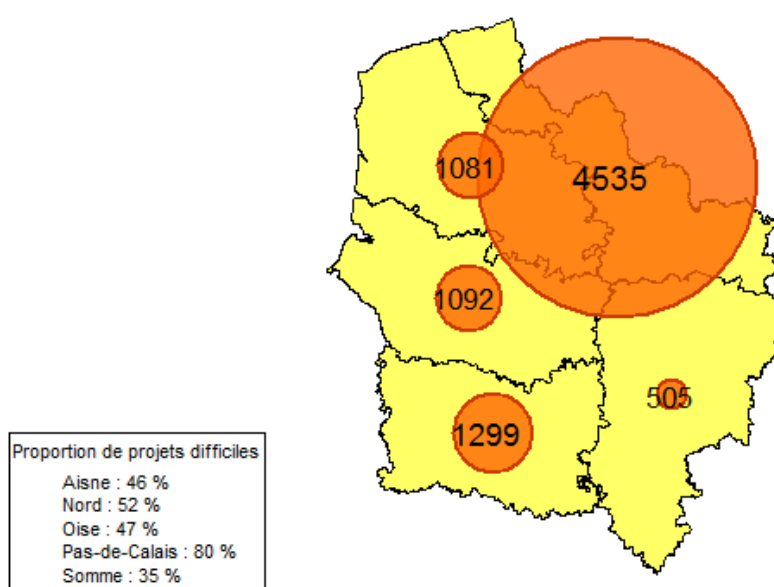 1081
4535
1092
505
1299
Proportion de projets difficiles
Aisne : 46 %
Nord : 52 %
Oise : 47 %
Pas-de-Calais : 80 %
Somme : 35 %